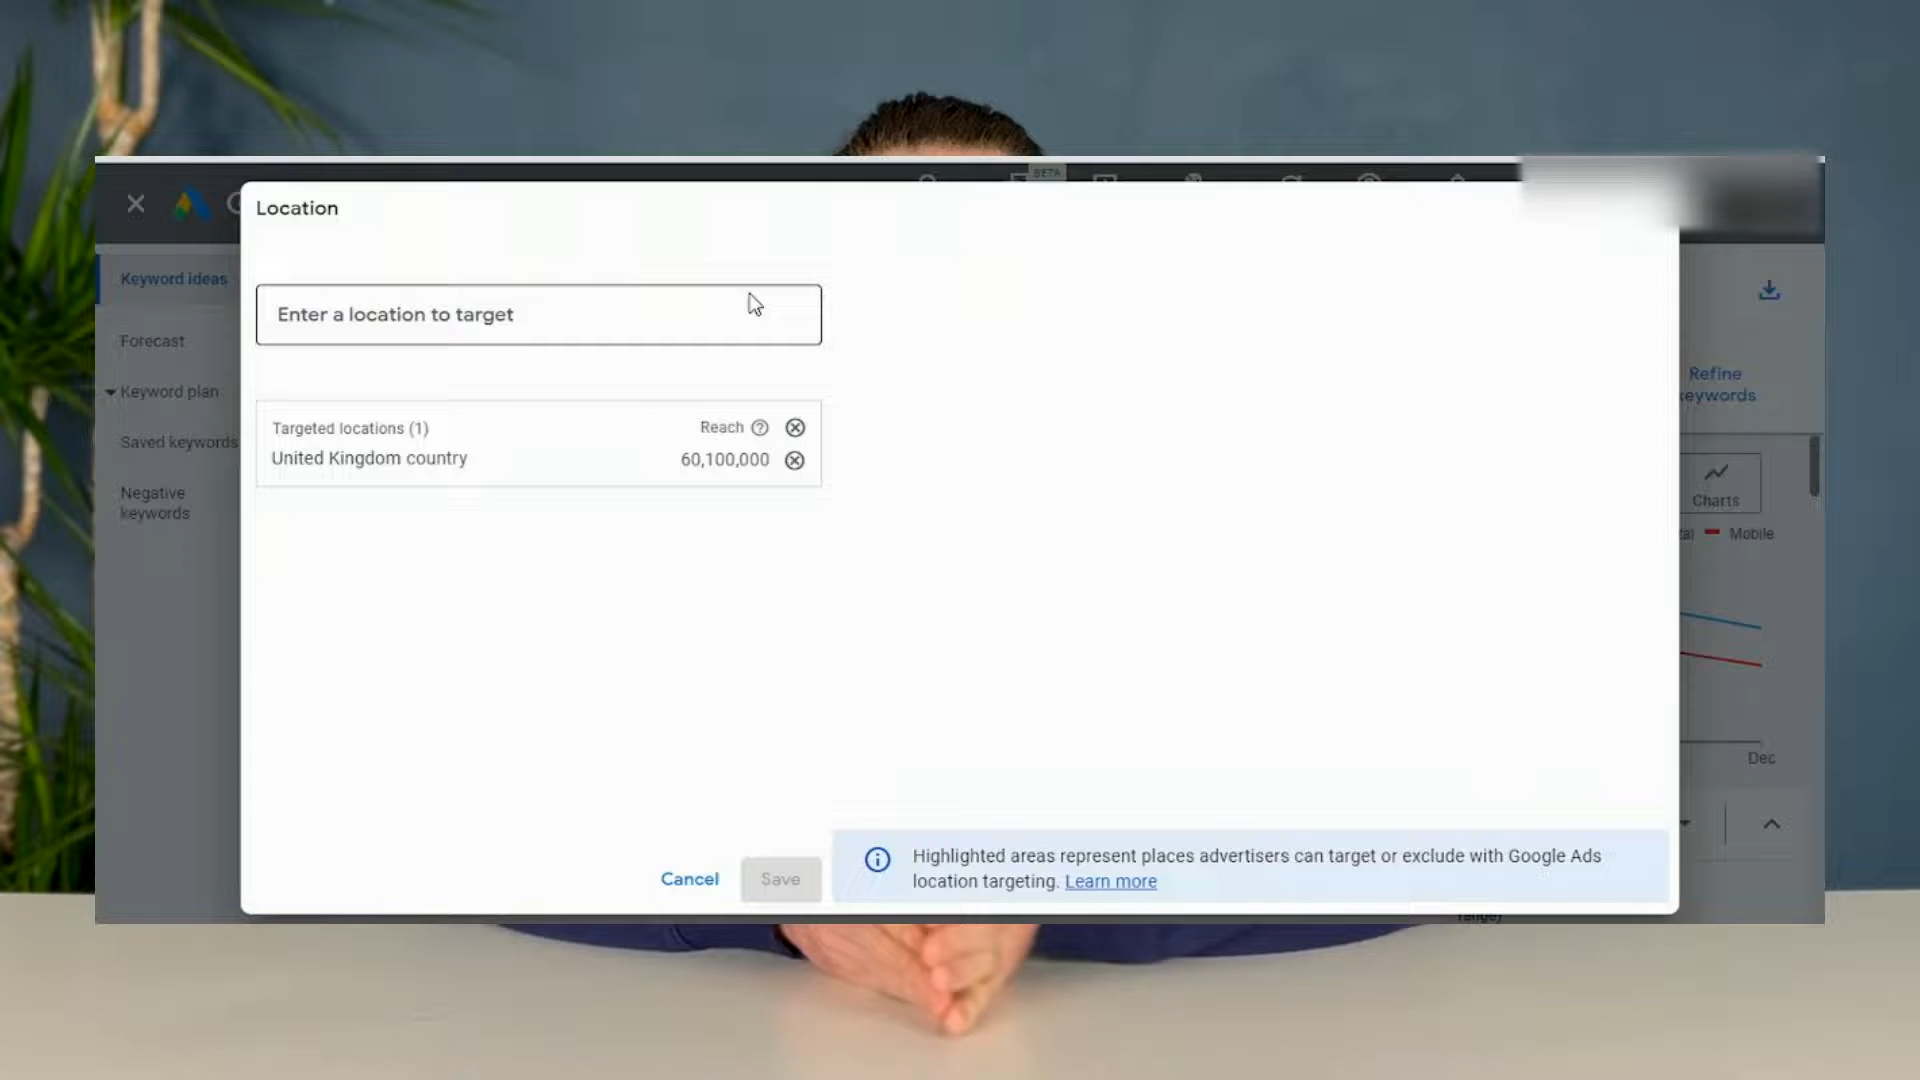 BETA
Location
Keyword ideas
Enter a location to target
Forecast
Refine
keywords
Keyword plan
Targeted locations (1) Reach
Saved keywords
United Kingdom country 60,100,000
Negative
keywords
Charts
Mobile
Dec
Highlighted areas represent places advertisers can target or exclude with Google Ads
location targeting. Learn more
Cancel Save
range)